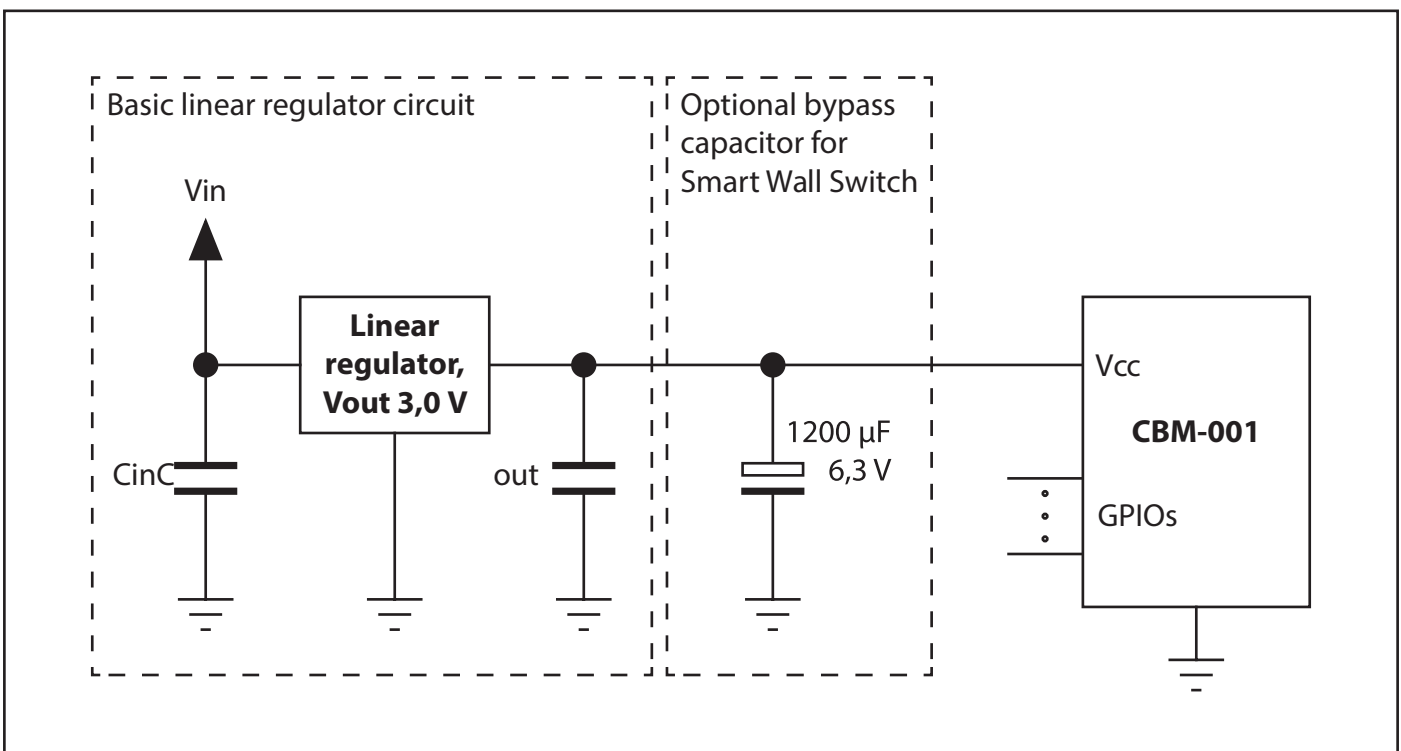 Basic linear regulator circuit
Optional bypass
capacitor for
Smart Wall Switch
Vin
Linear
regulator,
Vout 3,0 V
Vcc
CBM-001
1200 µF
6,3 V
CinC
out
GPIOs